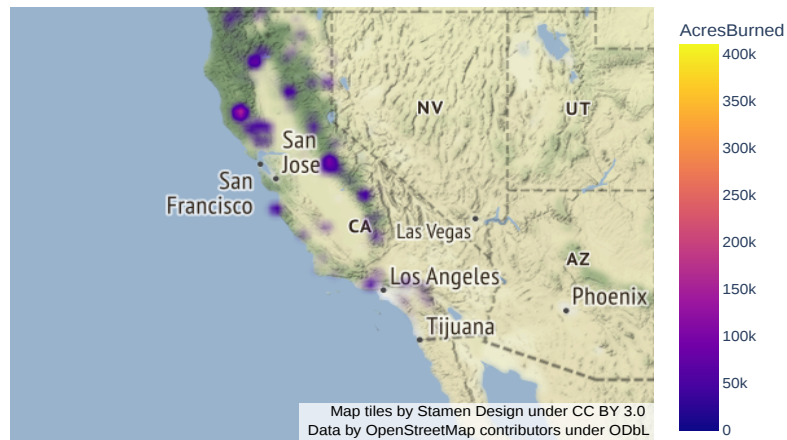 AcresBurned
400k
350k
300k
250k
200k
150k
100k
50k
0
NV
UT
San
Jose
San
Francisco
CA
Las Vegas
AZ
Los Angeles
Phoenix
Tijuana
Map tiles by Stamen Design under CC BY 3.0
Data by OpenStreetMap contributors under ODbL